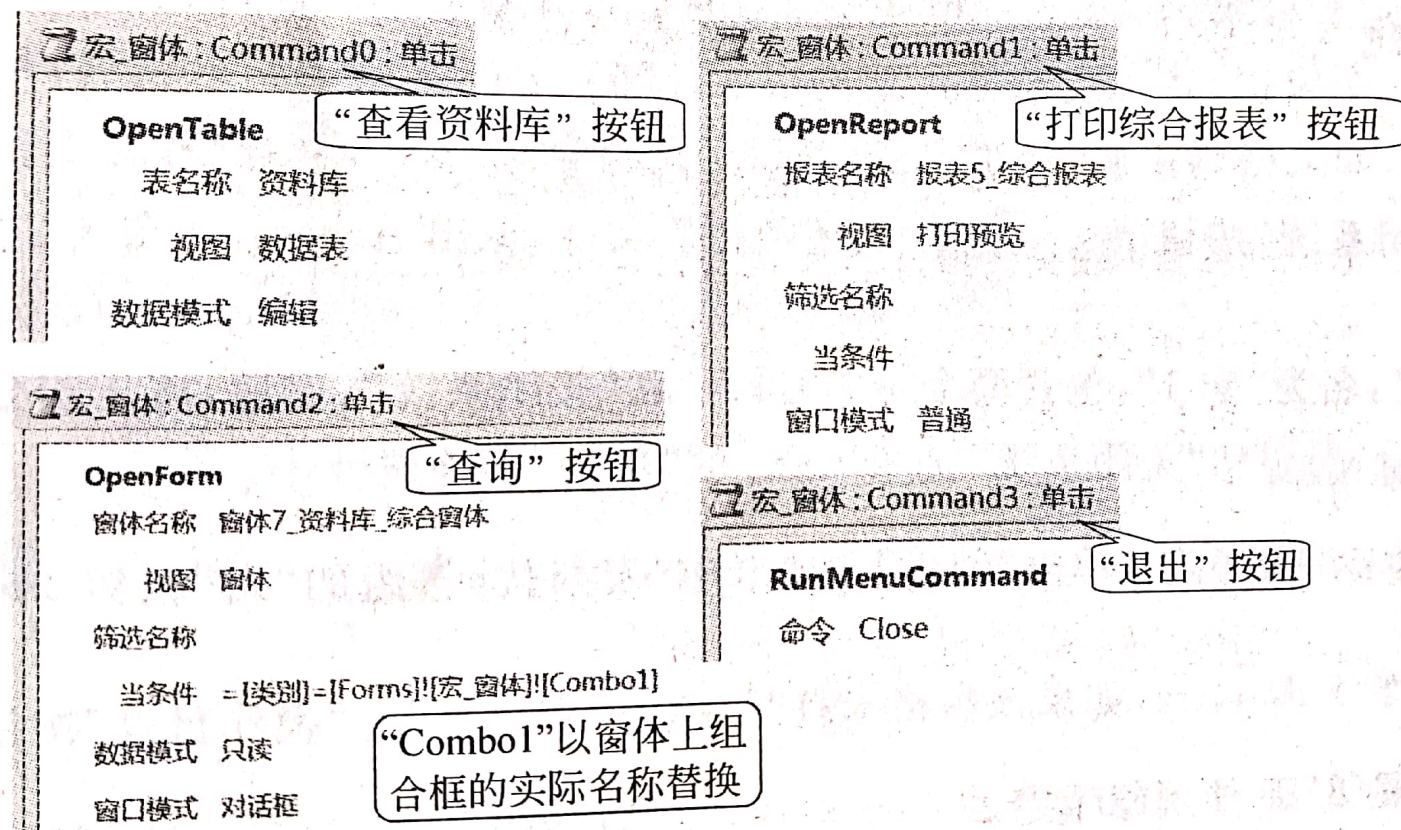 宏_窗体 : Command0 : 单击
“查看资料库” 按钮
OpenTable
表名称 资料库
视图 数据表
数据模式 编辑
宏_窗体 : Command1 : 单击
“打印综合报表” 按钮
OpenReport
报表名称 报表5_综合报表
视图 打印预览
筛选名称
当条件
窗口模式 普通
宏_窗体 : Command2 : 单击
“查询” 按钮
OpenForm
窗体名称 窗体7_资料库_综合窗体
视图 窗体
筛选名称
当条件 =[类别]=[Forms]![宏_窗体]![Combo1]
“Combo1”以窗体上组
合框的实际名称替换
数据模式 只读
窗口模式 对话框
宏_窗体 : Command3 : 单击
“退出” 按钮
RunMenuCommand
命令 Close